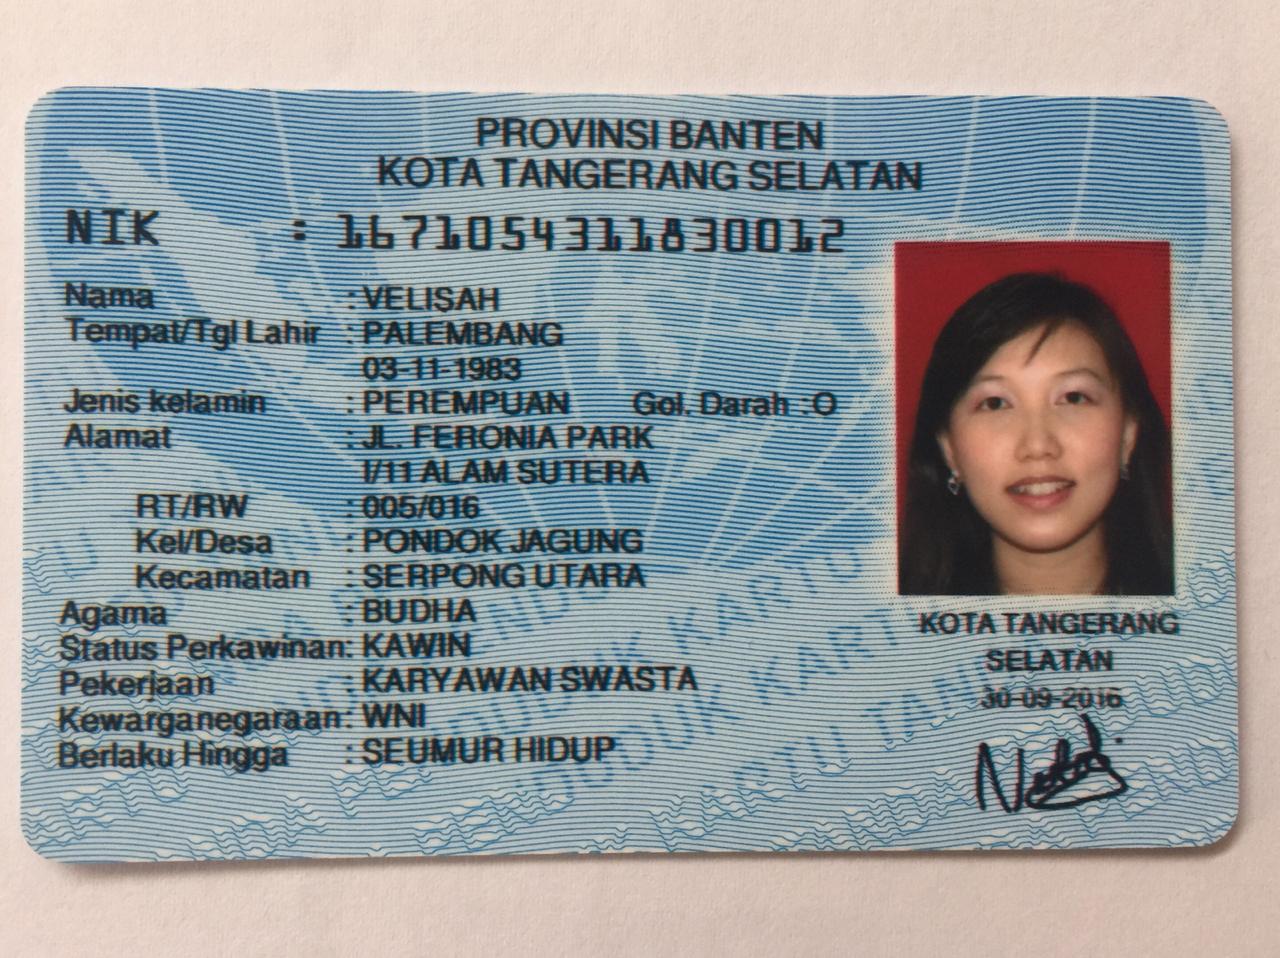 PROVINSI BANTEN
KOTA TANGERANG SELATAN
NIK : 1671054311830012
Nama : VELISAH
Tempat/Tgl Lahir : PALEMBANG
03-11-1983
Jenis kelamin : PEREMPUAN Gol. Darah : O
Alamat : JL. FERONIA PARK
I/11 ALAM SUTERA
RT/RW : 005/016
Kel/Desa : PONDOK JAGUNG
Kecamatan : SERPONG UTARA
Agama : BUDHA
Status Perkawinan: KAWIN
Pekerjaan : KARYAWAN SWASTA
Kewarganegaraan: WNI
Berlaku Hingga : SEUMUR HIDUP
KOTA TANGERANG
SELATAN
30-09-2016